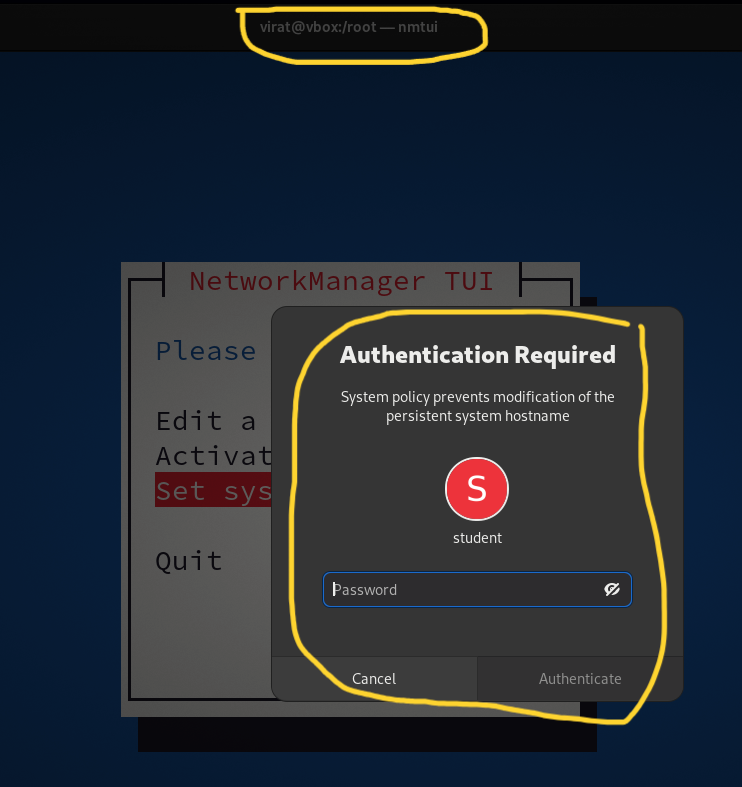 virat@vbox:/root — nmtui
NetworkManager TUI
Please
Edit a
Activat
Set sys
Quit
Authentication Required
System policy prevents modification of the
persistent system hostname
S
student
Password
Cancel
Authenticate